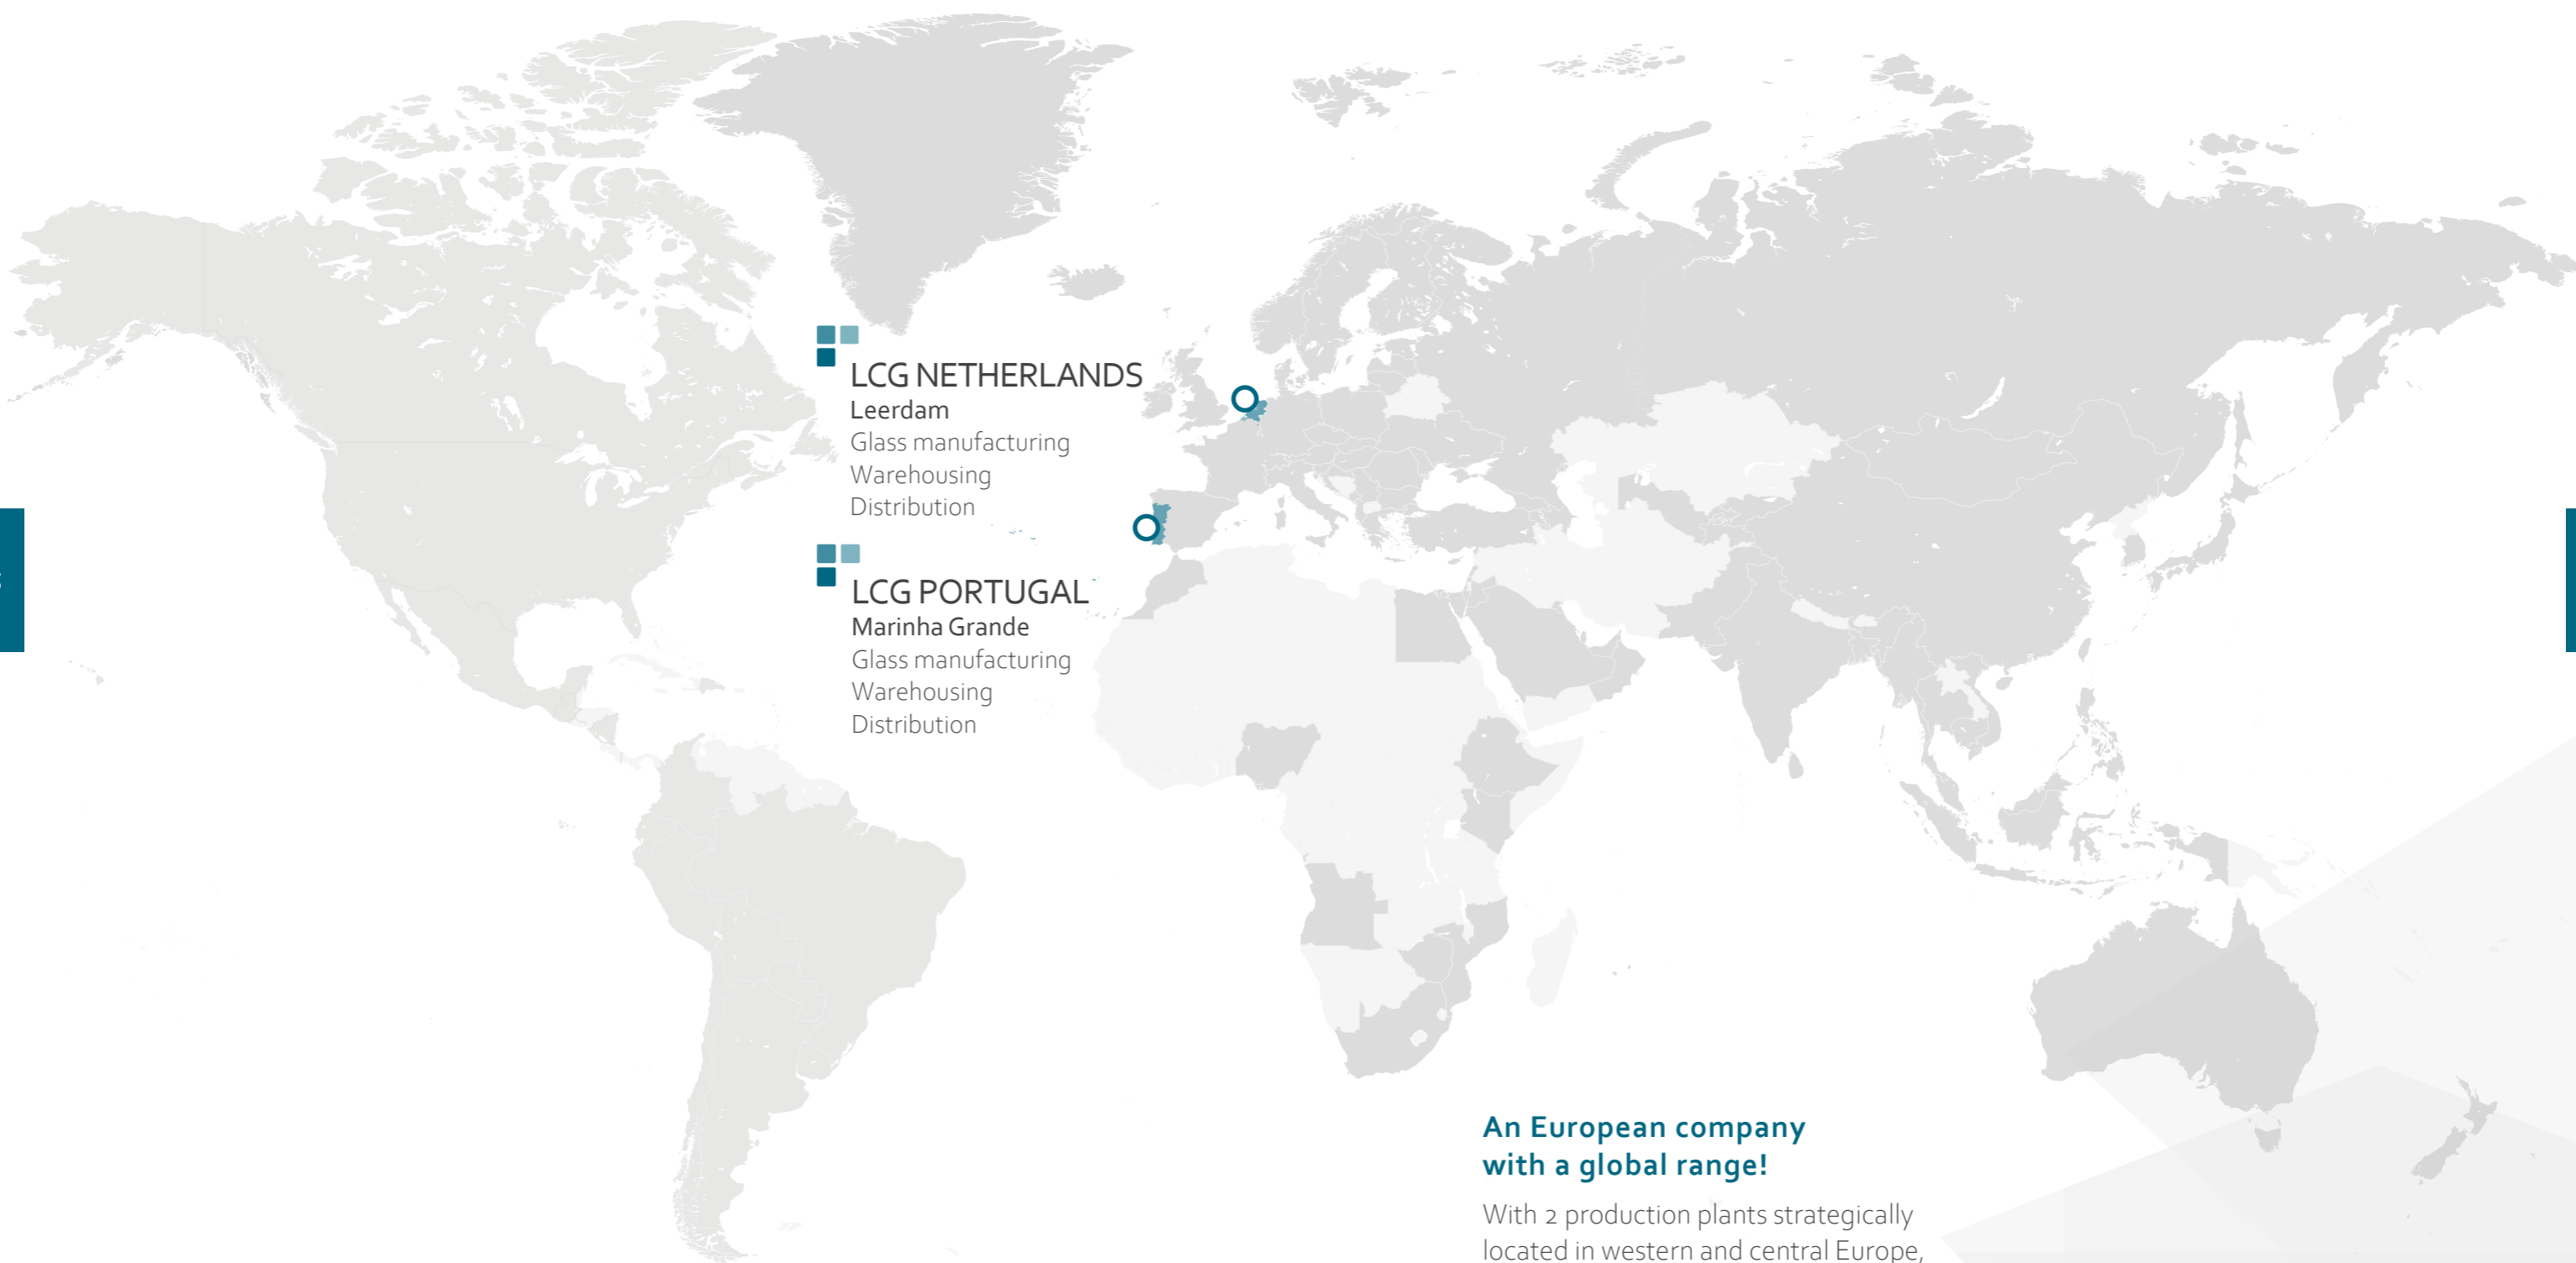 LCG NETHERLANDS
Leerdam
Glass manufacturing
Warehousing
Distribution
LCG PORTUGAL
Marinha Grande
Glass manufacturing
Warehousing
Distribution
An European company
with a global range!
With 2 production plants strategically
located in western and central Europe,